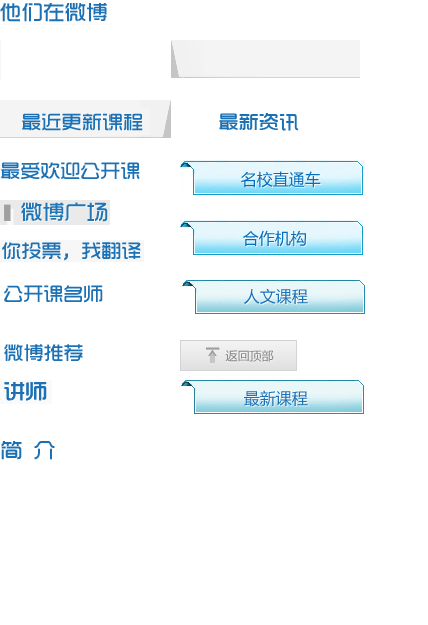 他们在微博
最近更新课程
最新资讯
最受欢迎公开课
名校直通车
微博广场
合作机构
你投票，我翻译
公开课名师
人文课程
微博推荐
返回顶部
讲师
最新课程
简 介